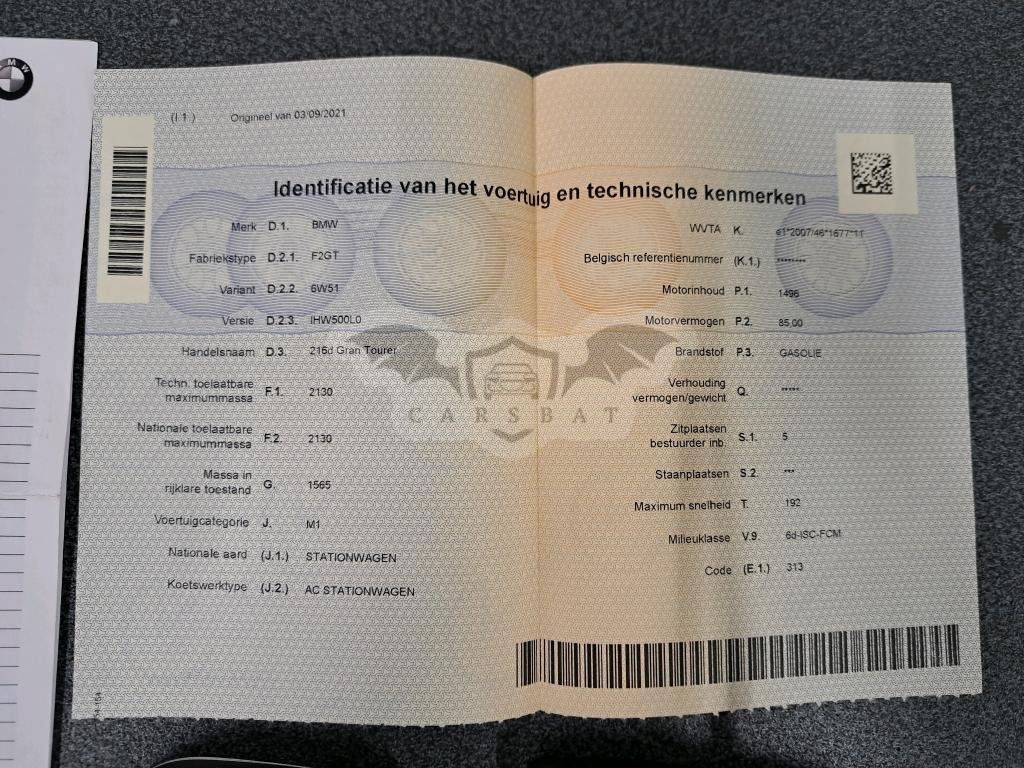 BMW
(I.1) Origineel van 03/09/2021
Identificatie van het voertuig en technische kenmerken
Merk D.1. BMW
Fabriekstype D.2.1. F2GT
Variant D.2.2. 6W51
Versie D.2.3. IHW500L0
Handelsnaam D.3. 216d Gran Tourer
Techn. toelaatbare
maximummassa F.1. 2130
Nationale toelaatbare
maximummassa F.2. 2130
Massa in
rijklare toestand G. 1565
Voertuigcategorie J. M1
Nationale aard (J.1.) STATIONWAGEN
Koetswerktype (J.2.) AC STATIONWAGEN
WVTA K. e1*2007/46*1677*11
Belgisch referentienummer (K.1.) ********
Motorinhoud P.1. 1496
Motorvermogen P.2. 85,00
Brandstof P.3. GASOLIE
Verhouding
vermogen/gewicht Q. *****
Zitplaatsen
bestuurder inb. S.1. 5
Staanplaatsen S.2. ***
Maximum snelheid T. 192
Milieuklasse V.9. 6d-ISC-FCM
Code (E.1.) 313
CARSBAT